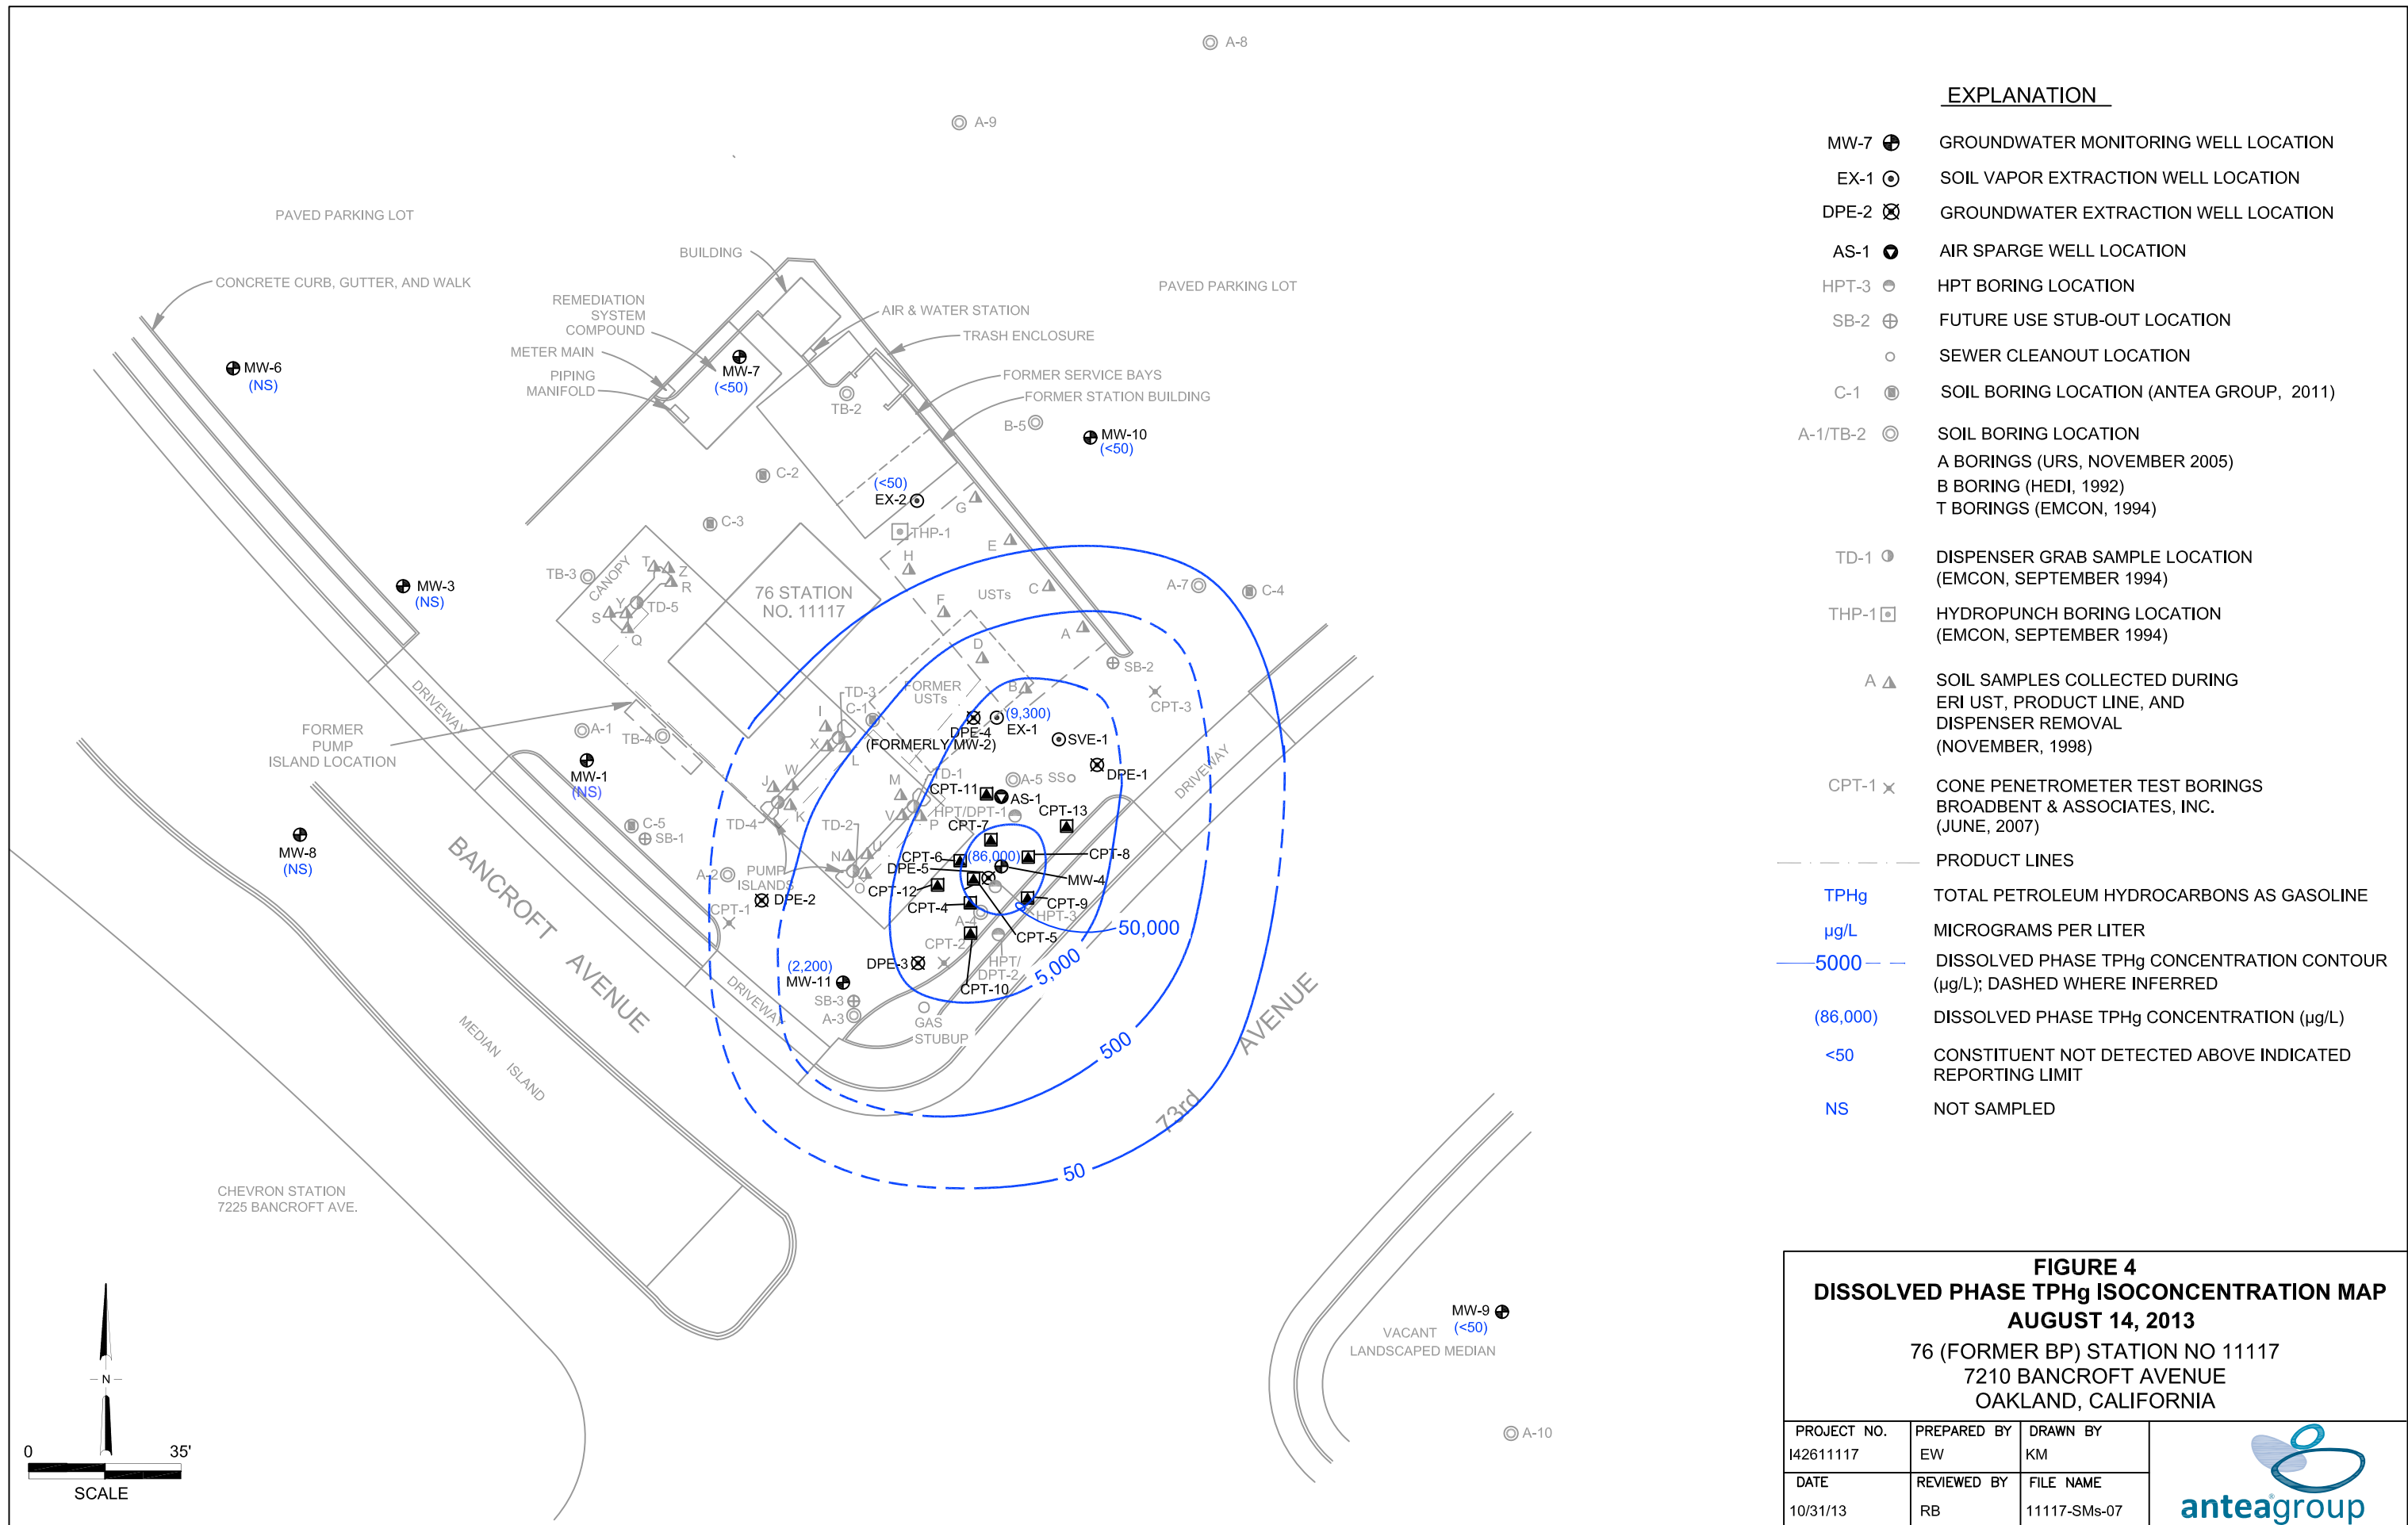 A-8
A-9
PAVED PARKING LOT
BUILDING
CONCRETE CURB, GUTTER, AND WALK
REMEDIATION
SYSTEM
COMPOUND
AIR & WATER STATION
PAVED PARKING LOT
TRASH ENCLOSURE
METER MAIN
PIPING
MANIFOLD
MW-6
(NS)
MW-7
(<50)
FORMER SERVICE BAYS
FORMER STATION BUILDING
TB-2
B-5
MW-10
(<50)
C-2
(<50)
EX-2
G
C-3
THP-1
E
H
TB-3
CANOPY
T
Z
R
Y
TD-5
S
Q
MW-3
(NS)
76 STATION
NO. 11117
F
USTs
C
A-7
C-4
A
D
SB-2
B
CPT-3
DRIVEWAY
FORMER
USTs
TD-3
C-1
I
X
L
(9,300)
EX-1
DPE-4
(FORMERLY MW-2)
SVE-1
FORMER
PUMP
ISLAND LOCATION
A-1
TB-4
MW-1
(NS)
W
J
K
TD-4
M
TD-1
V
P
CPT-11
A-5
SS
DPE-1
AS-1
CPT-13
HPT/DPT-1
CPT-7
DRIVEWAY
C-5
SB-1
MW-8
(NS)
TD-2
N
U
O
PUMP
ISLANDS
CPT-6
(86,000)
CPT-8
DPE-5
MW-4
CPT-12
CPT-4
CPT-9
A-4
HPT-3
A-2
DPE-2
CPT-1
CPT-5
50,000
CPT-2
DPE-3
HPT/
DPT-2
CPT-10
5,000
(2,200)
MW-11
SB-3
A-3
GAS
STUBUP
DRIVEWAY
500
50
BANCROFT
AVENUE
MEDIAN
ISLAND
73rd
AVENUE
CHEVRON STATION
7225 BANCROFT AVE.
MW-9
(<50)
VACANT
LANDSCAPED MEDIAN
A-10
N
0 35'
SCALE
EXPLANATION
MW-7 GROUNDWATER MONITORING WELL LOCATION
EX-1 SOIL VAPOR EXTRACTION WELL LOCATION
DPE-2 GROUNDWATER EXTRACTION WELL LOCATION
AS-1 AIR SPARGE WELL LOCATION
HPT-3 HPT BORING LOCATION
SB-2 FUTURE USE STUB-OUT LOCATION
SEWER CLEANOUT LOCATION
C-1 SOIL BORING LOCATION (ANTEA GROUP, 2011)
A-1/TB-2 SOIL BORING LOCATION
A BORINGS (URS, NOVEMBER 2005)
B BORING (HEDI, 1992)
T BORINGS (EMCON, 1994)
TD-1 DISPENSER GRAB SAMPLE LOCATION
(EMCON, SEPTEMBER 1994)
THP-1 HYDROPUNCH BORING LOCATION
(EMCON, SEPTEMBER 1994)
A SOIL SAMPLES COLLECTED DURING
ERI UST, PRODUCT LINE, AND
DISPENSER REMOVAL
(NOVEMBER, 1998)
CPT-1 CONE PENETROMETER TEST BORINGS
BROADBENT & ASSOCIATES, INC.
(JUNE, 2007)
PRODUCT LINES
TPHg TOTAL PETROLEUM HYDROCARBONS AS GASOLINE
µg/L MICROGRAMS PER LITER
5000 DISSOLVED PHASE TPHg CONCENTRATION CONTOUR
(µg/L); DASHED WHERE INFERRED
(86,000) DISSOLVED PHASE TPHg CONCENTRATION (µg/L)
<50 CONSTITUENT NOT DETECTED ABOVE INDICATED
REPORTING LIMIT
NS NOT SAMPLED
FIGURE 4
DISSOLVED PHASE TPHg ISOCONCENTRATION MAP
AUGUST 14, 2013
76 (FORMER BP) STATION NO 11117
7210 BANCROFT AVENUE
OAKLAND, CALIFORNIA
PROJECT NO. PREPARED BY DRAWN BY
I42611117 EW KM
DATE REVIEWED BY FILE NAME
10/31/13 RB 11117-SMs-07
anteagroup